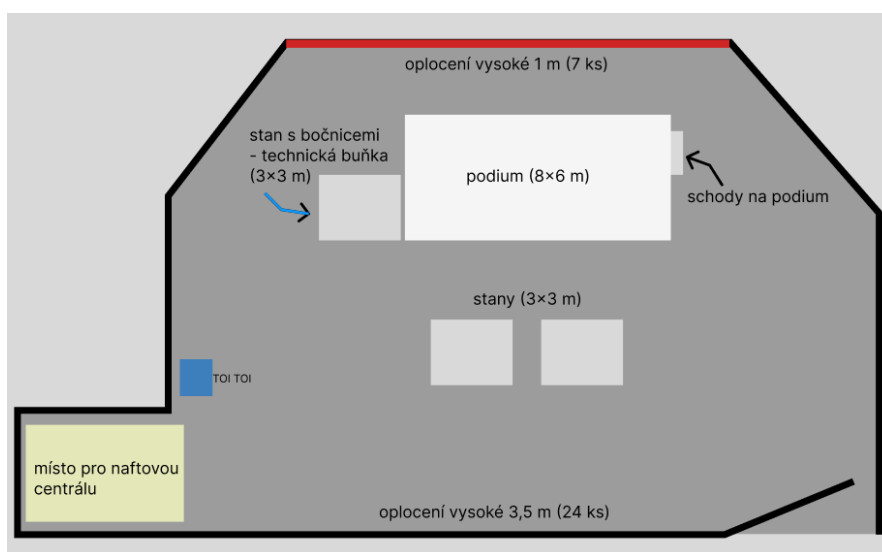 oplocení vysoké 1 m (7 ks)
stan s bočnicemi
- technická buňka
(3×3 m)
podium (8×6 m)
schody na podium
stany (3×3 m)
TOI TOI
místo pro naftovou
centrálu
oplocení vysoké 3,5 m (24 ks)